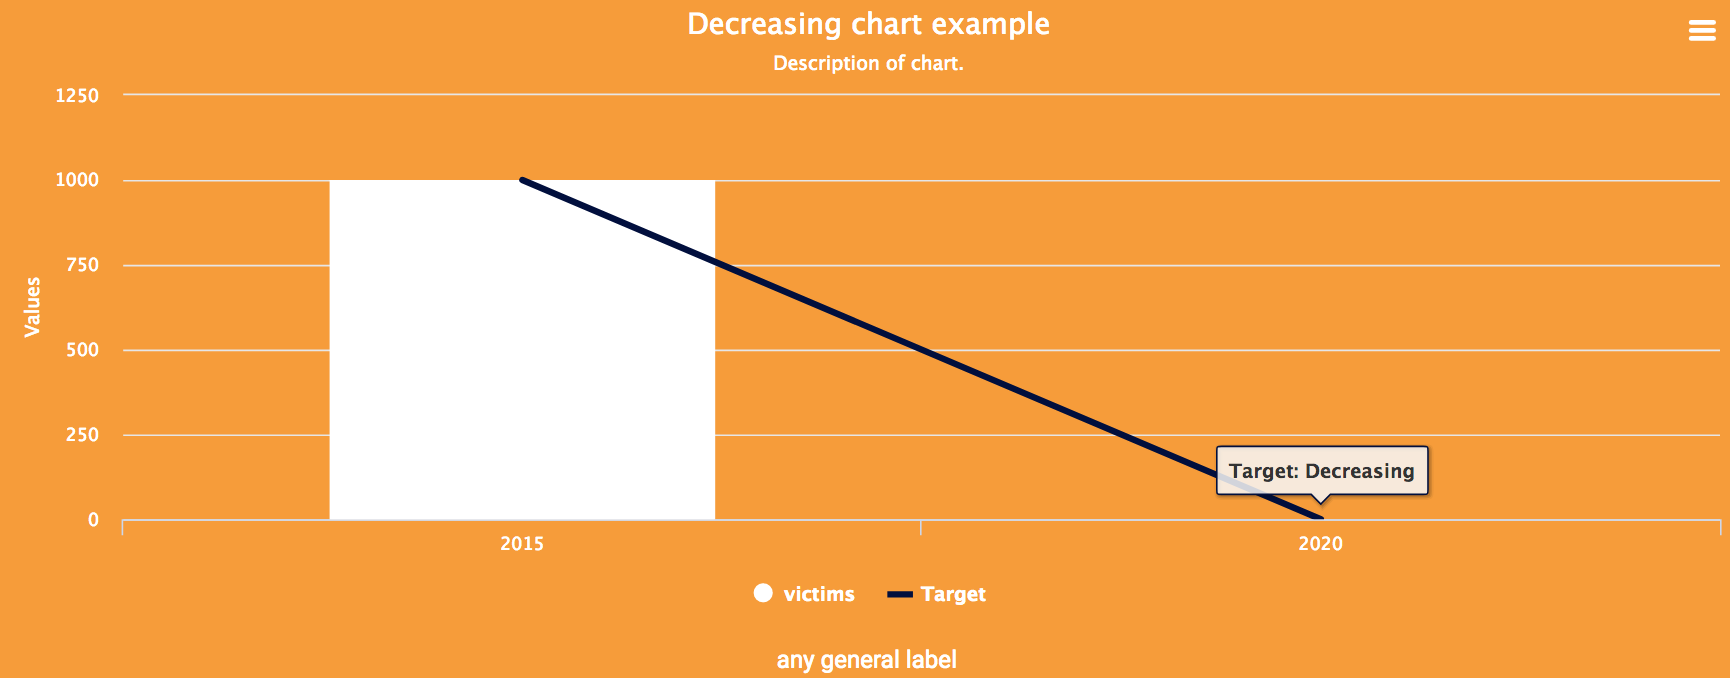 Decreasing chart example
Description of chart.
1250
1000
750
500
250
0
Values
Target: Decreasing
2015
2020
victims
Target
any general label